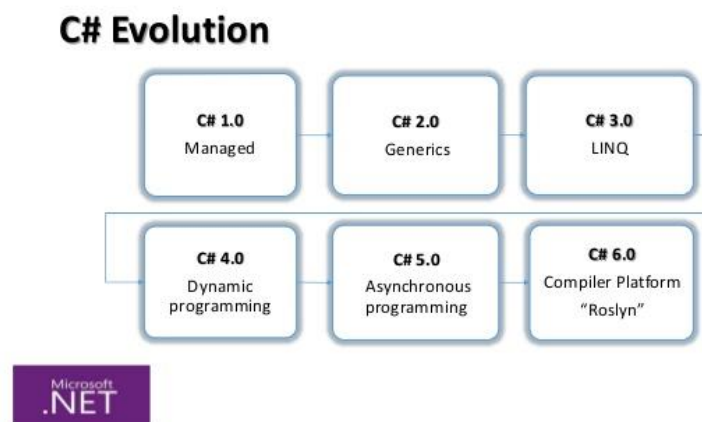 C# Evolution
C# 1.0
Managed
C# 2.0
Generics
C# 3.0
LINQ
C# 4.0
Dynamic
programming
C# 5.0
Asynchronous
programming
C# 6.0
Compiler Platform
“Roslyn”
Microsoft
.NET